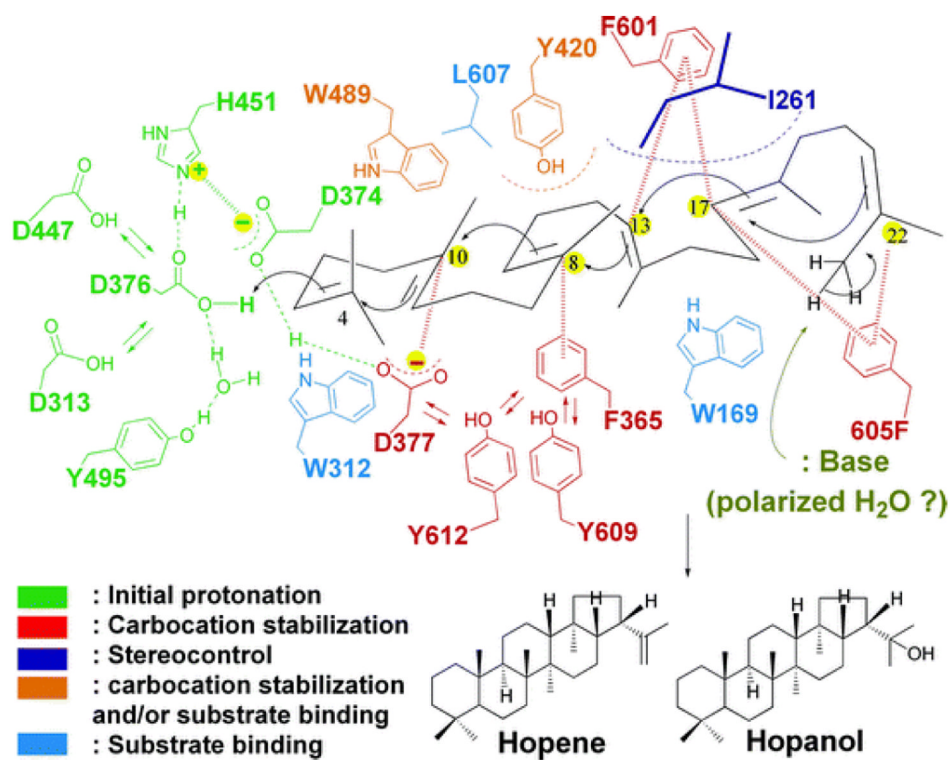 F601
Y420
L607
I261
W489
H451
HN
N
+
H
N
OH
O
OH
D447
D374
−
O
O
H
D376
O
O
H
17
13
22
10
8
4
H
H
H
O
OH
D313
H
O
H
H
O
Y495
H
N
W312
−
O
O
D377
HO
Y612
HO
Y609
F365
H
N
W169
605F
: Base
(polarized H₂O ?)
: Initial protonation
: Carbocation stabilization
: Stereocontrol
: carbocation stabilization
and/or substrate binding
: Substrate binding
H
H
H
H
Hopene
H
H
H
H
OH
Hopanol